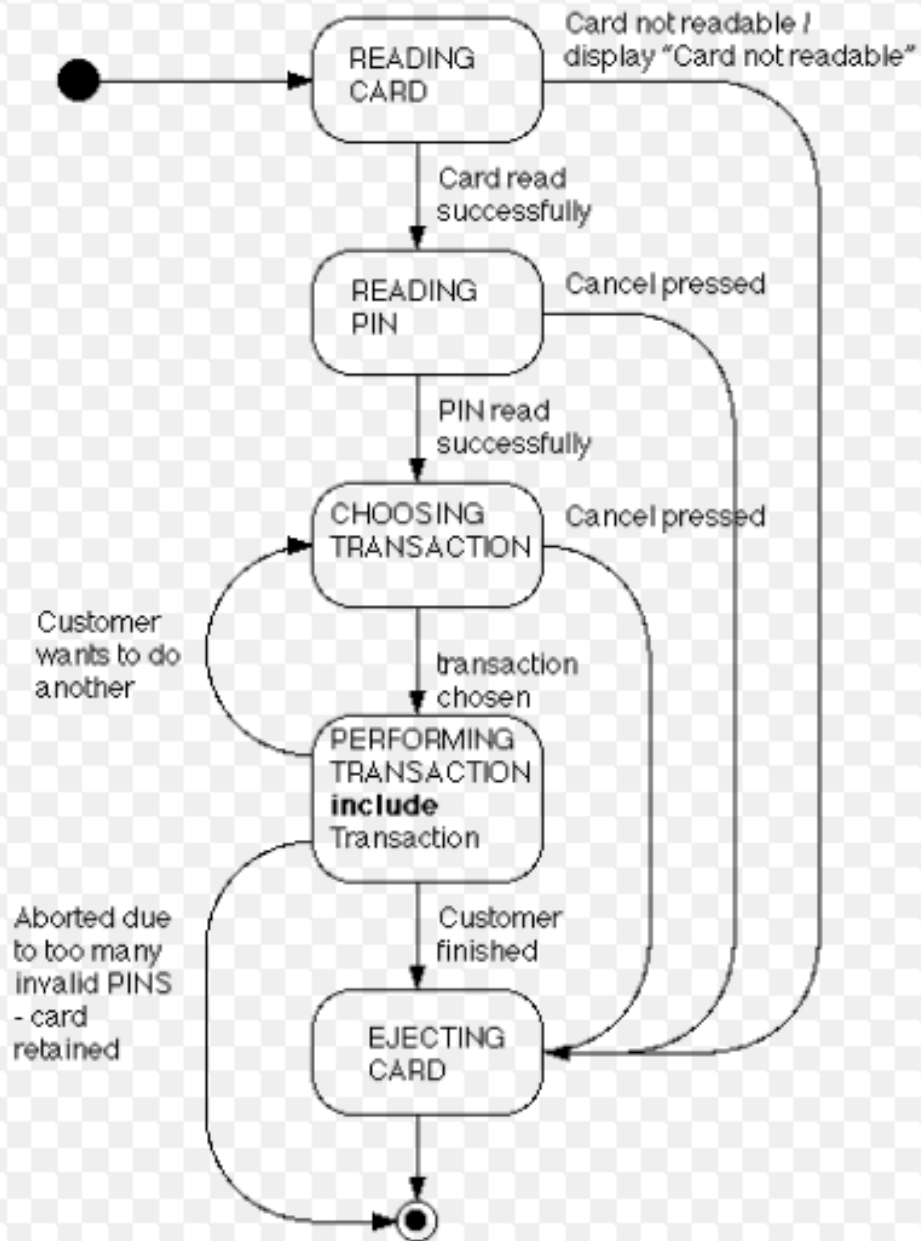 Card not readable /
display "Card not readable"
READING
CARD
Card read
successfully
READING
PIN
Cancel pressed
PIN read
successfully
CHOOSING
TRANSACTION
Cancel pressed
Customer
wants to do
another
transaction
chosen
PERFORMING
TRANSACTION
include
Transaction
Aborted due
to too many
invalid PINS
- card
retained
Customer
finished
EJECTING
CARD